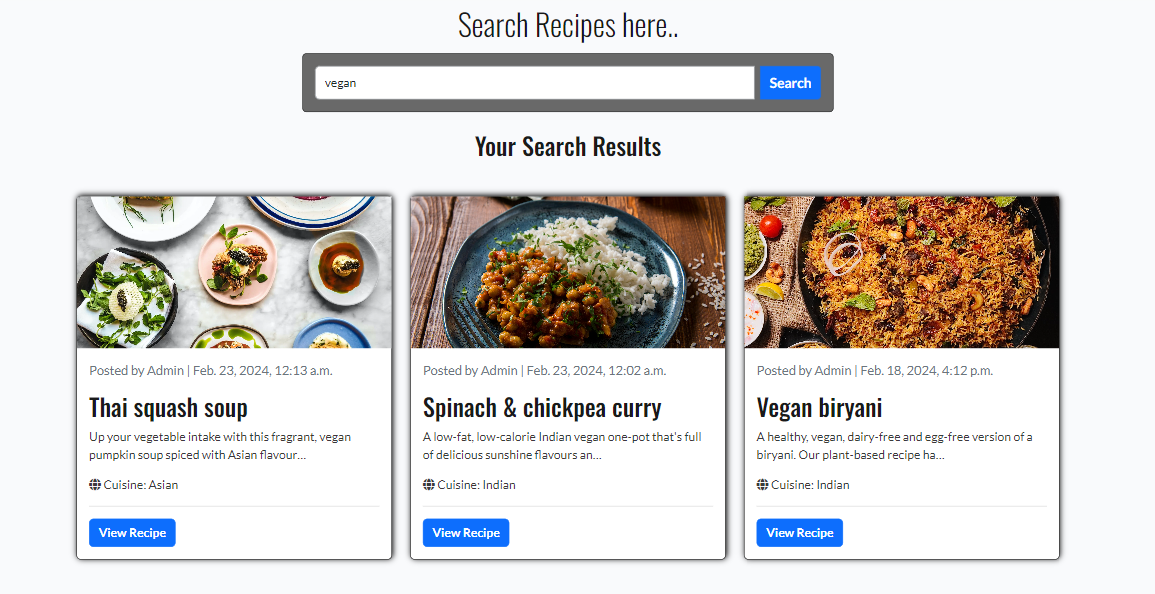 Search Recipes here..
vegan
Search
Your Search Results
Posted by Admin | Feb. 23, 2024, 12:13 a.m.
Thai squash soup
Up your vegetable intake with this fragrant, vegan
pumpkin soup spiced with Asian flavour...
Cuisine: Asian
View Recipe
Posted by Admin | Feb. 23, 2024, 12:02 a.m.
Spinach & chickpea curry
A low-fat, low-calorie Indian vegan one-pot that's full
of delicious sunshine flavours an...
Cuisine: Indian
View Recipe
Posted by Admin | Feb. 18, 2024, 4:12 p.m.
Vegan biryani
A healthy, vegan, dairy-free and egg-free version of a
biryani. Our plant-based recipe ha...
Cuisine: Indian
View Recipe